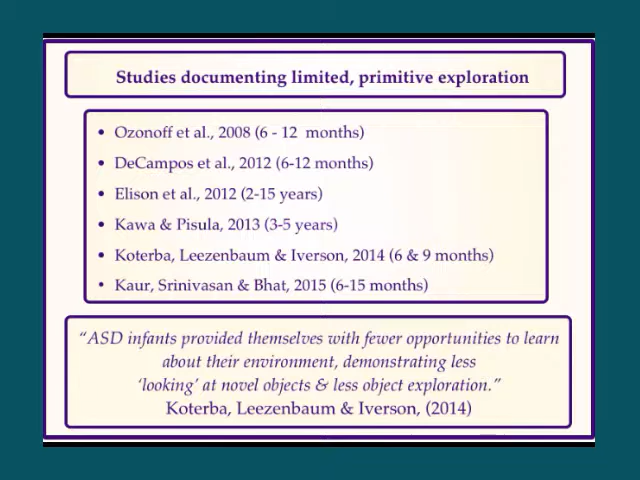 Studies documenting limited, primitive exploration
• Ozonoff et al., 2008 (6 - 12 months)
• DeCampos et al., 2012 (6-12 months)
• Elison et al., 2012 (2-15 years)
• Kawa & Pisula, 2013 (3-5 years)
• Koterba, Leezenbaum & Iverson, 2014 (6 & 9 months)
• Kaur, Srinivasan & Bhat, 2015 (6-15 months)
“ASD infants provided themselves with fewer opportunities to learn
about their environment, demonstrating less
‘looking’ at novel objects & less object exploration.”
Koterba, Leezenbaum & Iverson, (2014)